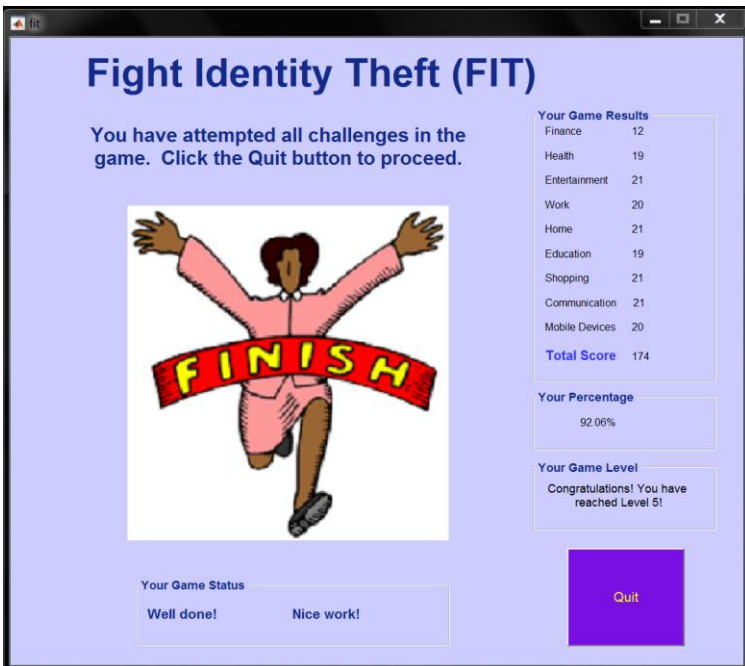 fit
Fight Identity Theft (FIT)
You have attempted all challenges in the
game. Click the Quit button to proceed.
FINISH
Your Game Results
Finance 12
Health 19
Entertainment 21
Work 20
Home 21
Education 19
Shopping 21
Communication 21
Mobile Devices 20
Total Score 174
Your Percentage
92.06%
Your Game Level
Congratulations! You have
reached Level 5!
Your Game Status
Well done! Nice work!
Quit